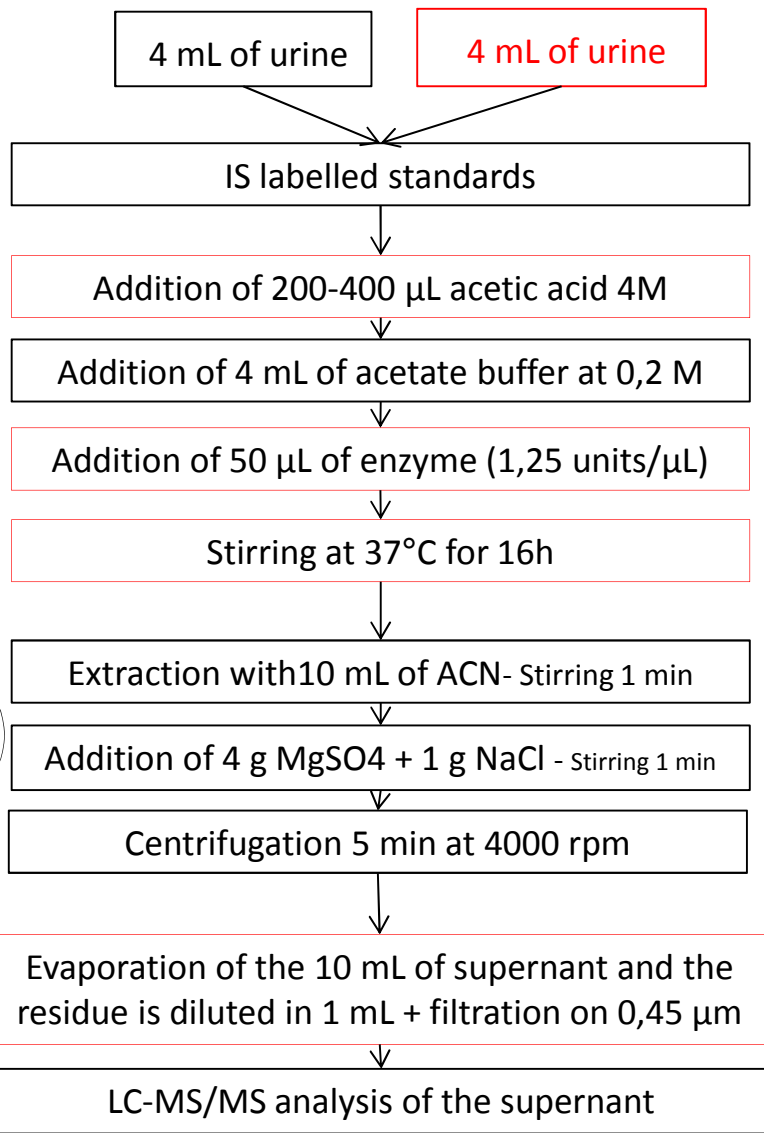 4 mL of urine
4 mL of urine
IS labelled standards
Addition of 200-400 µL acetic acid 4M
Addition of 4 mL of acetate buffer at 0,2 M
Addition of 50 µL of enzyme (1,25 units/µL)
Stirring at 37°C for 16h
Extraction with10 mL of ACN- Stirring 1 min
Addition of 4 g MgSO4 + 1 g NaCl - Stirring 1 min
Centrifugation 5 min at 4000 rpm
Evaporation of the 10 mL of supernant and the
residue is diluted in 1 mL + filtration on 0,45 µm
LC-MS/MS analysis of the supernant